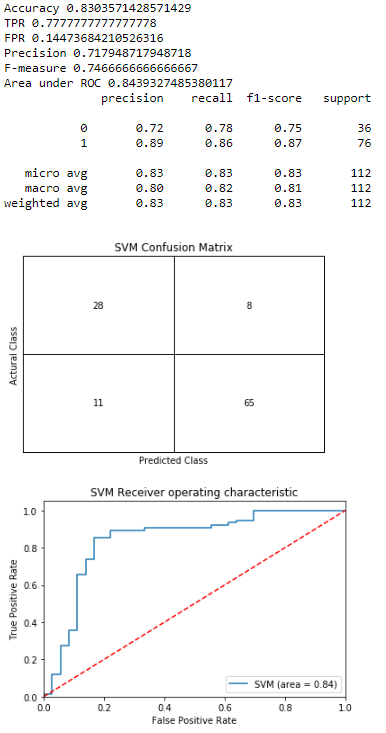 Accuracy 0.8303571428571429
TPR 0.7777777777777778
FPR 0.14473684210526316
Precision 0.717948717948718
F-measure 0.7466666666666667
Area under ROC 0.8439327485380117
precision recall f1-score support
0 0.72 0.78 0.75 36
1 0.89 0.86 0.87 76
micro avg 0.83 0.83 0.83 112
macro avg 0.80 0.82 0.81 112
weighted avg 0.83 0.83 0.83 112
SVM Confusion Matrix
28 8
Actural Class
11 65
Predicted Class
SVM Receiver operating characteristic
1.0
0.8
0.6
0.4
0.2
0.0
True Positive Rate
SVM (area = 0.84)
0.0 0.2 0.4 0.6 0.8 1.0
False Positive Rate